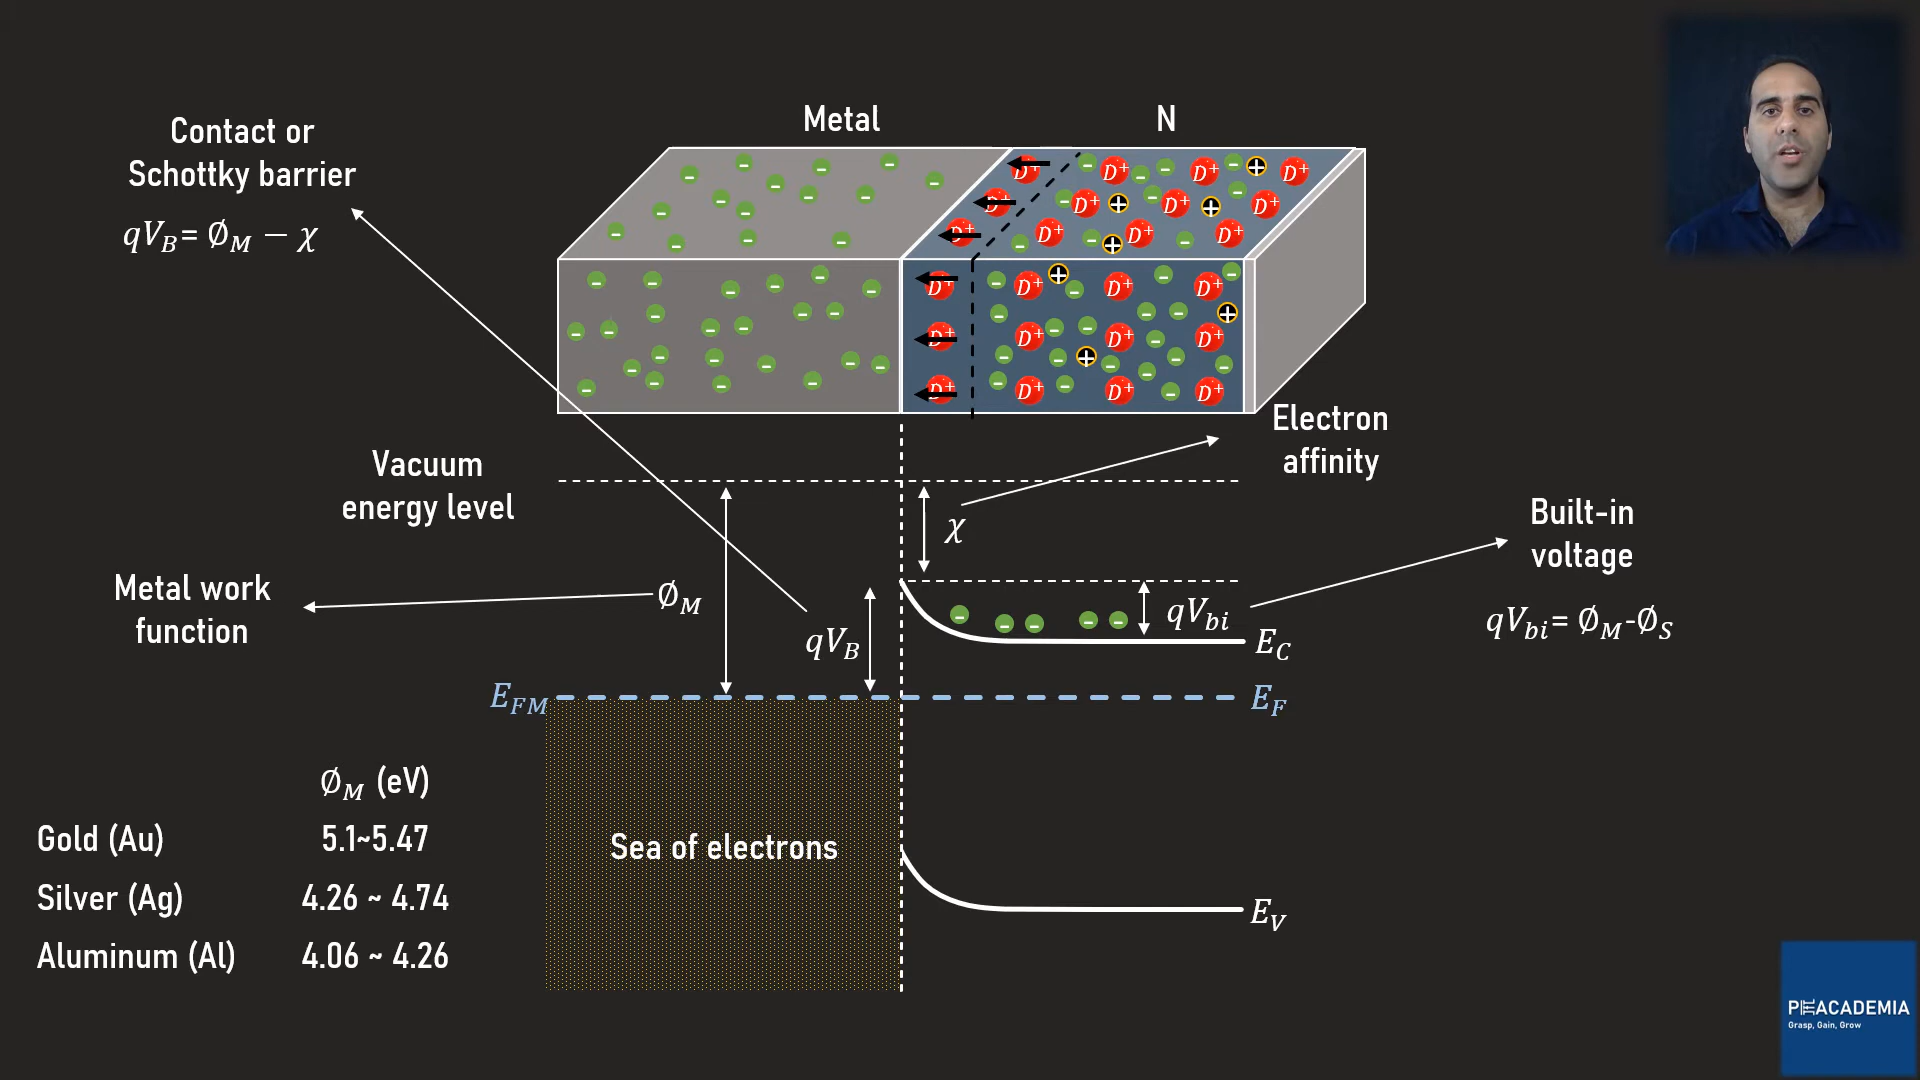 Metal
N
Contact or
Schottky barrier
qV_B= Ø_M − χ
D⁺ D⁺ D⁺
D⁺ D⁺ D⁺ D⁺
D⁺ D⁺ D⁺ D⁺
D⁺ D⁺ D⁺ D⁺
D⁺ D⁺ D⁺ D⁺
D⁺ D⁺ D⁺ D⁺
Electron
affinity
Vacuum
energy level
χ
Built-in
voltage
qV_bi= Ø_M-Ø_S
Metal work
function
Ø_M
qV_B
qV_bi
E_C
E_FM
E_F
Sea of electrons
E_V
Ø_M (eV)
Gold (Au) 5.1~5.47
Silver (Ag) 4.26 ~ 4.74
Aluminum (Al) 4.06 ~ 4.26
ACADEMIA
Grasp, Gain, Grow